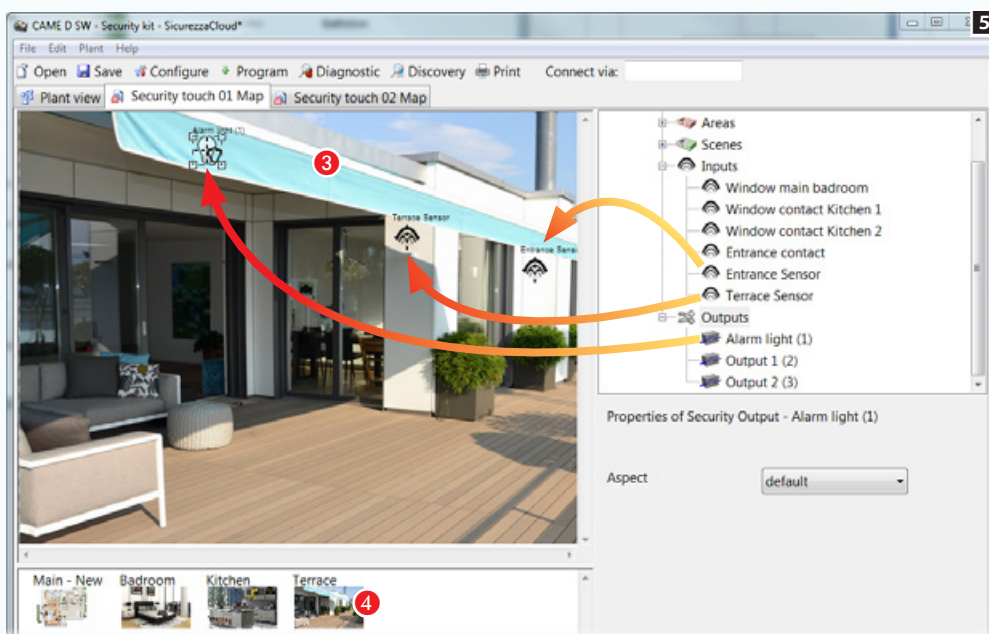 CAME D SW - Security kit - SicurezzaCloud*
5
File Edit Plant Help
Open Save Configure Program Diagnostic Discovery Print Connect via:
Plant view Security touch 01 Map Security touch 02 Map
Alarm light (1)
3
Terrace Sensor
Entrance Sens
Areas
Scenes
Inputs
Window main badroom
Window contact Kitchen 1
Window contact Kitchen 2
Entrance contact
Entrance Sensor
Terrace Sensor
Outputs
Alarm light (1)
Output 1 (2)
Output 2 (3)
Properties of Security Output - Alarm light (1)
Aspect default
Main - New Badroom Kitchen Terrace
4